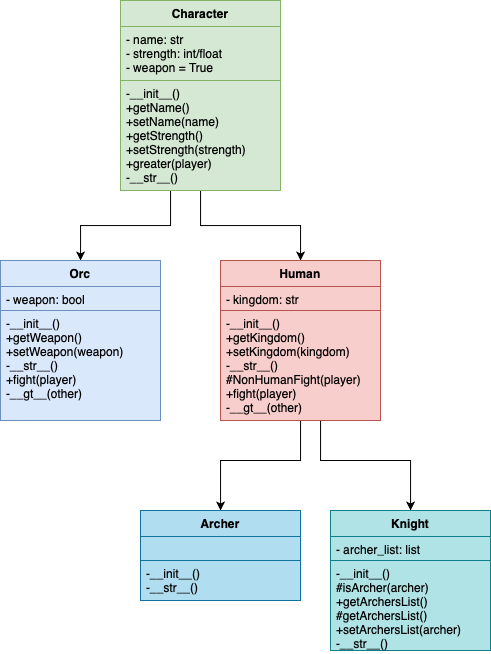 Character
- name: str
- strength: int/float
- weapon = True
-__init__()
+getName()
+setName(name)
+getStrength()
+setStrength(strength)
+greater(player)
-__str__()
Orc
- weapon: bool
-__init__()
+getWeapon()
+setWeapon(weapon)
-__str__()
+fight(player)
-__gt__(other)
Human
- kingdom: str
-__init__()
+getKingdom()
+setKingdom(kingdom)
-__str__()
#NonHumanFight(player)
+fight(player)
-__gt__(other)
Archer
-__init__()
-__str__()
Knight
- archer_list: list
-__init__()
#isArcher(archer)
+getArchersList()
#getArchersList()
+setArchersList(archer)
-__str__()